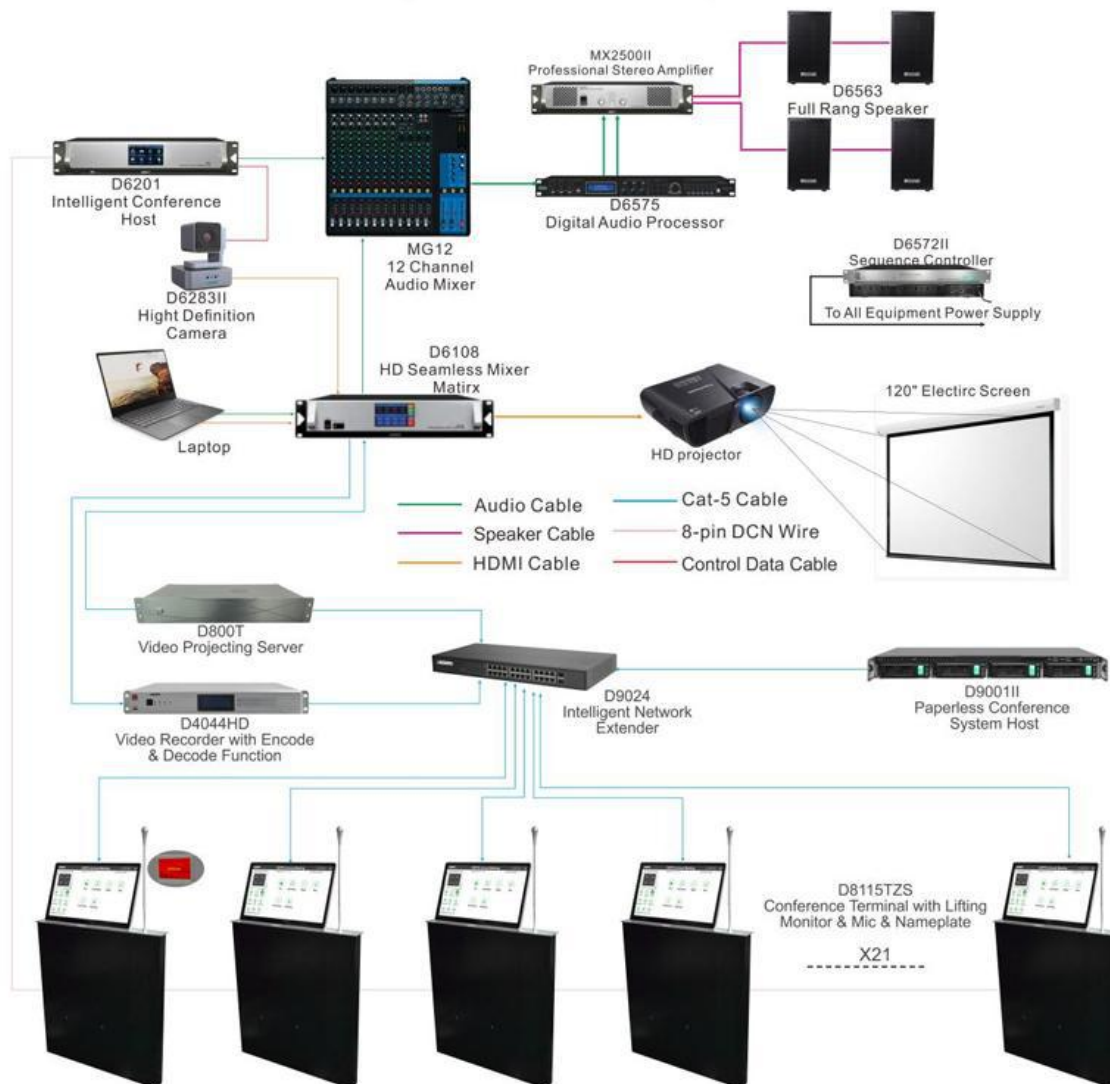 MX2500II
Professional Stereo Amplifier
D6563
Full Rang Speaker
D6201
Intelligent Conference
Host
D6575
Digital Audio Processor
MG12
12 Channel
Audio Mixer
D6283II
Hight Definition
Camera
D6572II
Sequence Controller
To All Equipment Power Supply
D6108
HD Seamless Mixer
Matirx
Laptop
HD projector
120" Electirc Screen
Audio Cable
Cat-5 Cable
Speaker Cable
8-pin DCN Wire
HDMI Cable
Control Data Cable
D800T
Video Projecting Server
D4044HD
Video Recorder with Encode
& Decode Function
D9024
Intelligent Network
Extender
D9001II
Paperless Conference
System Host
D8115TZS
Conference Terminal with Lifting
Monitor & Mic & Nameplate
X21